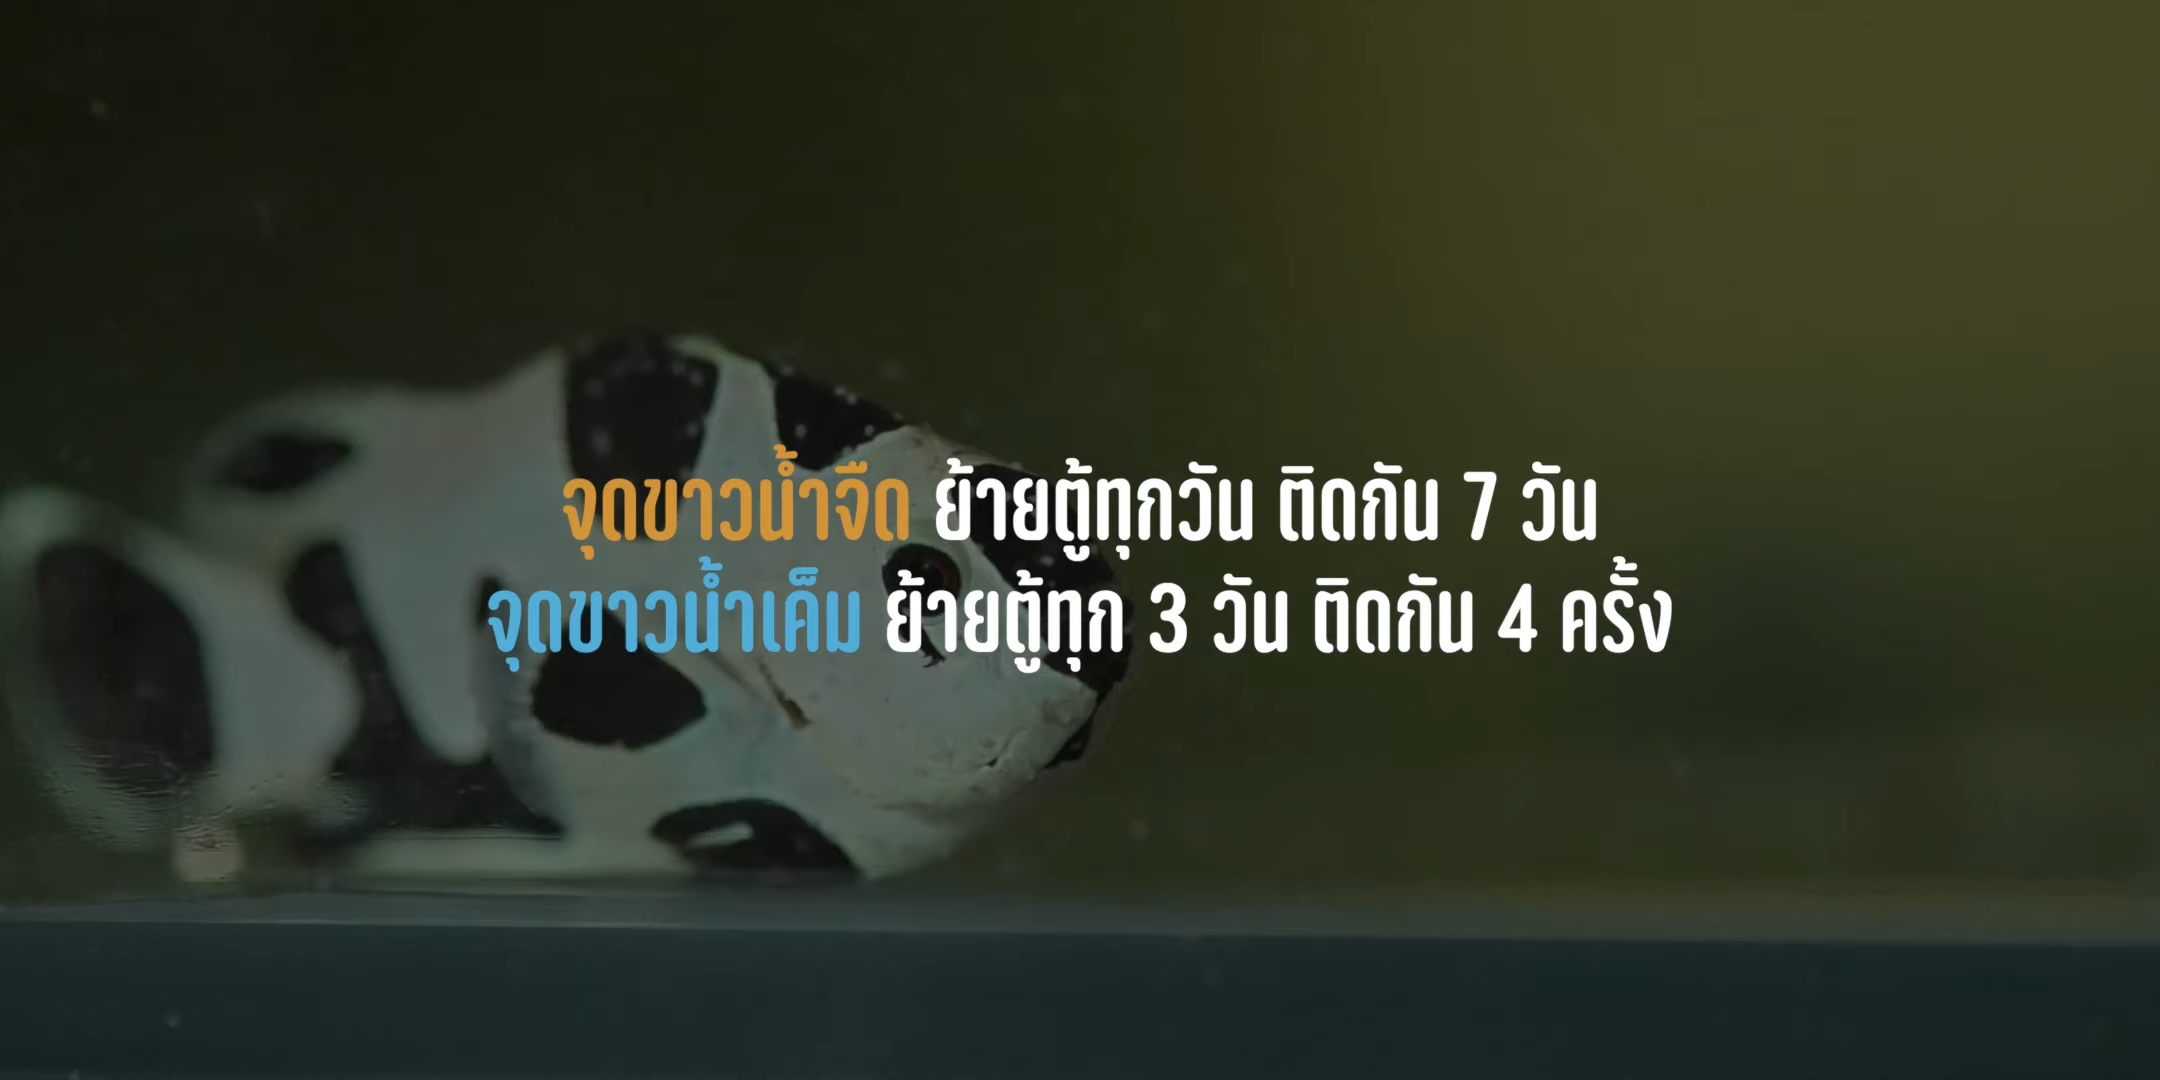 จุดขาวน้ำจืด ย้ายตู้ทุกวัน ติดกัน 7 วัน
จุดขาวน้ำเค็ม ย้ายตู้ทุก 3 วัน ติดกัน 4 ครั้ง